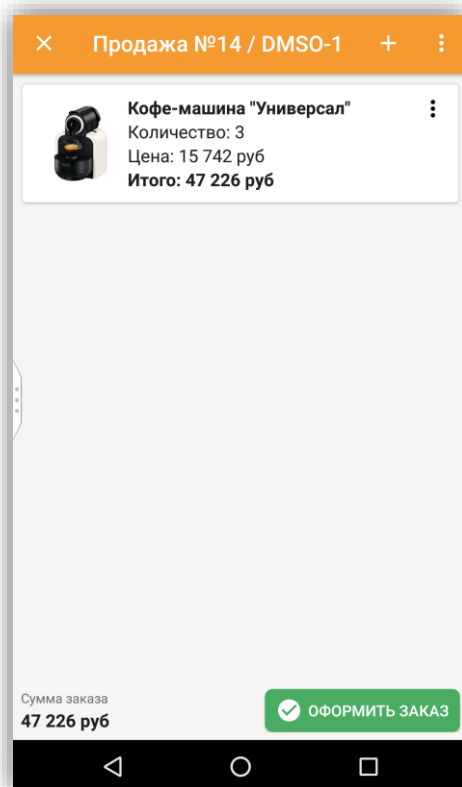 Продажа №14 / DMSO-1
Кофе-машина "Универсал"
Количество: 3
Цена: 15 742 руб
Итого: 47 226 руб
Сумма заказа
47 226 руб
ОФОРМИТЬ ЗАКАЗ